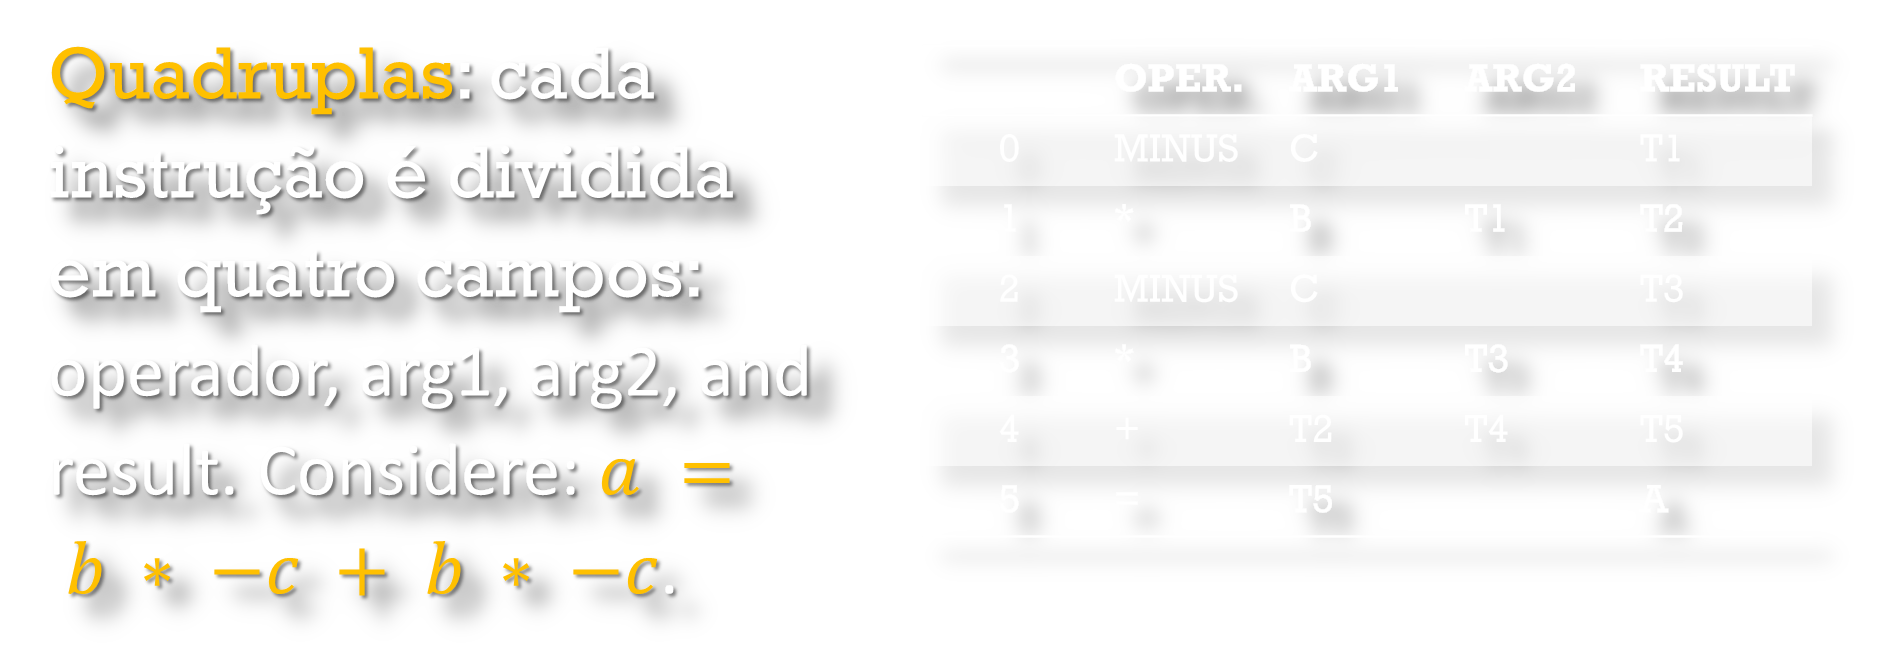 Quadruplas: cada
instrução é dividida
em quatro campos:
operador, arg1, arg2, and
result. Considere: a =
b * −c + b * −c.
OPER. ARG1 ARG2 RESULT
0 MINUS C T1
1 * B T1 T2
2 MINUS C T3
3 * B T3 T4
4 + T2 T4 T5
5 = T5 A